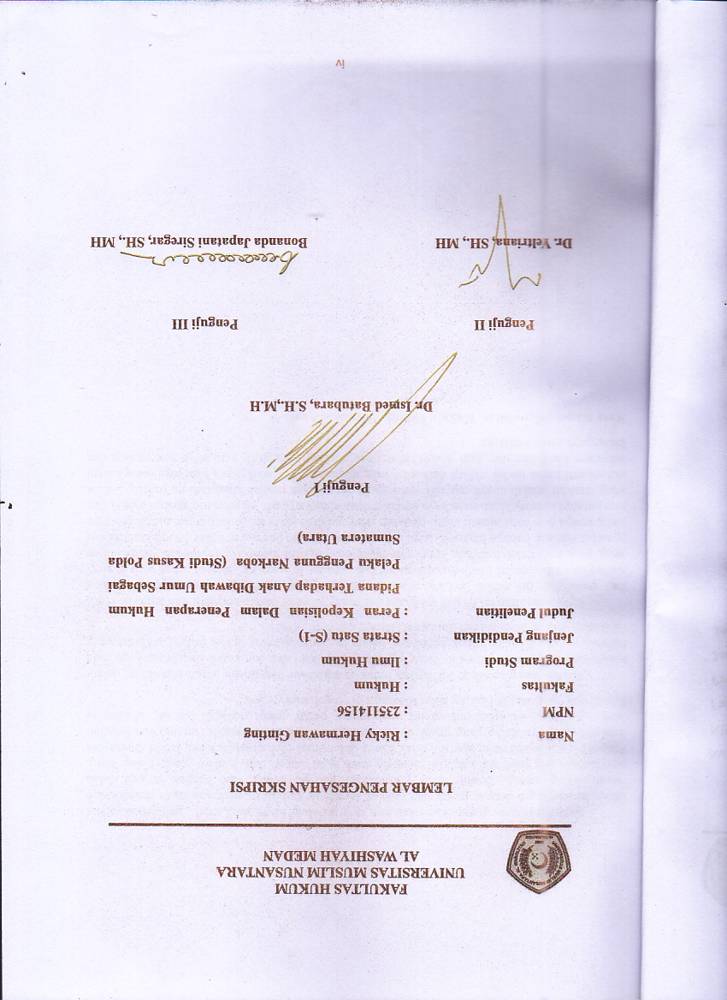 FAKULTAS HUKUM
UNIVERSITAS MUSLIM NUSANTARA
AL WASHIYAH MEDAN
LEMBAR PENGESAHAN SKRIPSI
Nama : Ricky Hermawan Ginting
NPM : 235114156
Fakultas : Hukum
Program Studi : Ilmu Hukum
Jenjang Pendidikan : Strata Satu (S-1)
Judul Penelitian : Peran Kepolisian Dalam Penerapan Hukum
Pidana Terhadap Anak Dibawah Umur Sebagai
Pelaku Pengguna Narkoba (Studi Kasus Polda
Sumatera Utara)
Penguji I
Dr. Ismed Batubara, S.H.,M.H
Penguji II Penguji III
Dr. Yeltriana, SH., MH Bonanda Japatani Siregar, SH., MH
iv